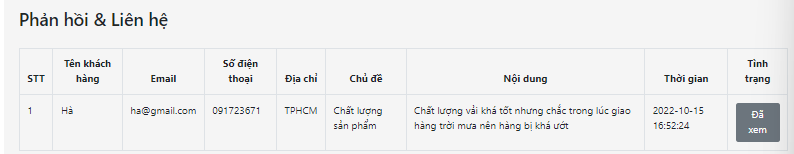 Phản hồi & Liên hệ
STT Tên khách hàng Email Số điện thoại Địa chỉ Chủ đề Nội dung Thời gian Tình trạng
1 Hà ha@gmail.com 091723671 TPHCM Chất lượng sản phẩm Chất lượng vải khá tốt nhưng chắc trong lúc giao hàng trời mưa nên hàng bị khá ướt 2022-10-15 16:52:24 Đã xem